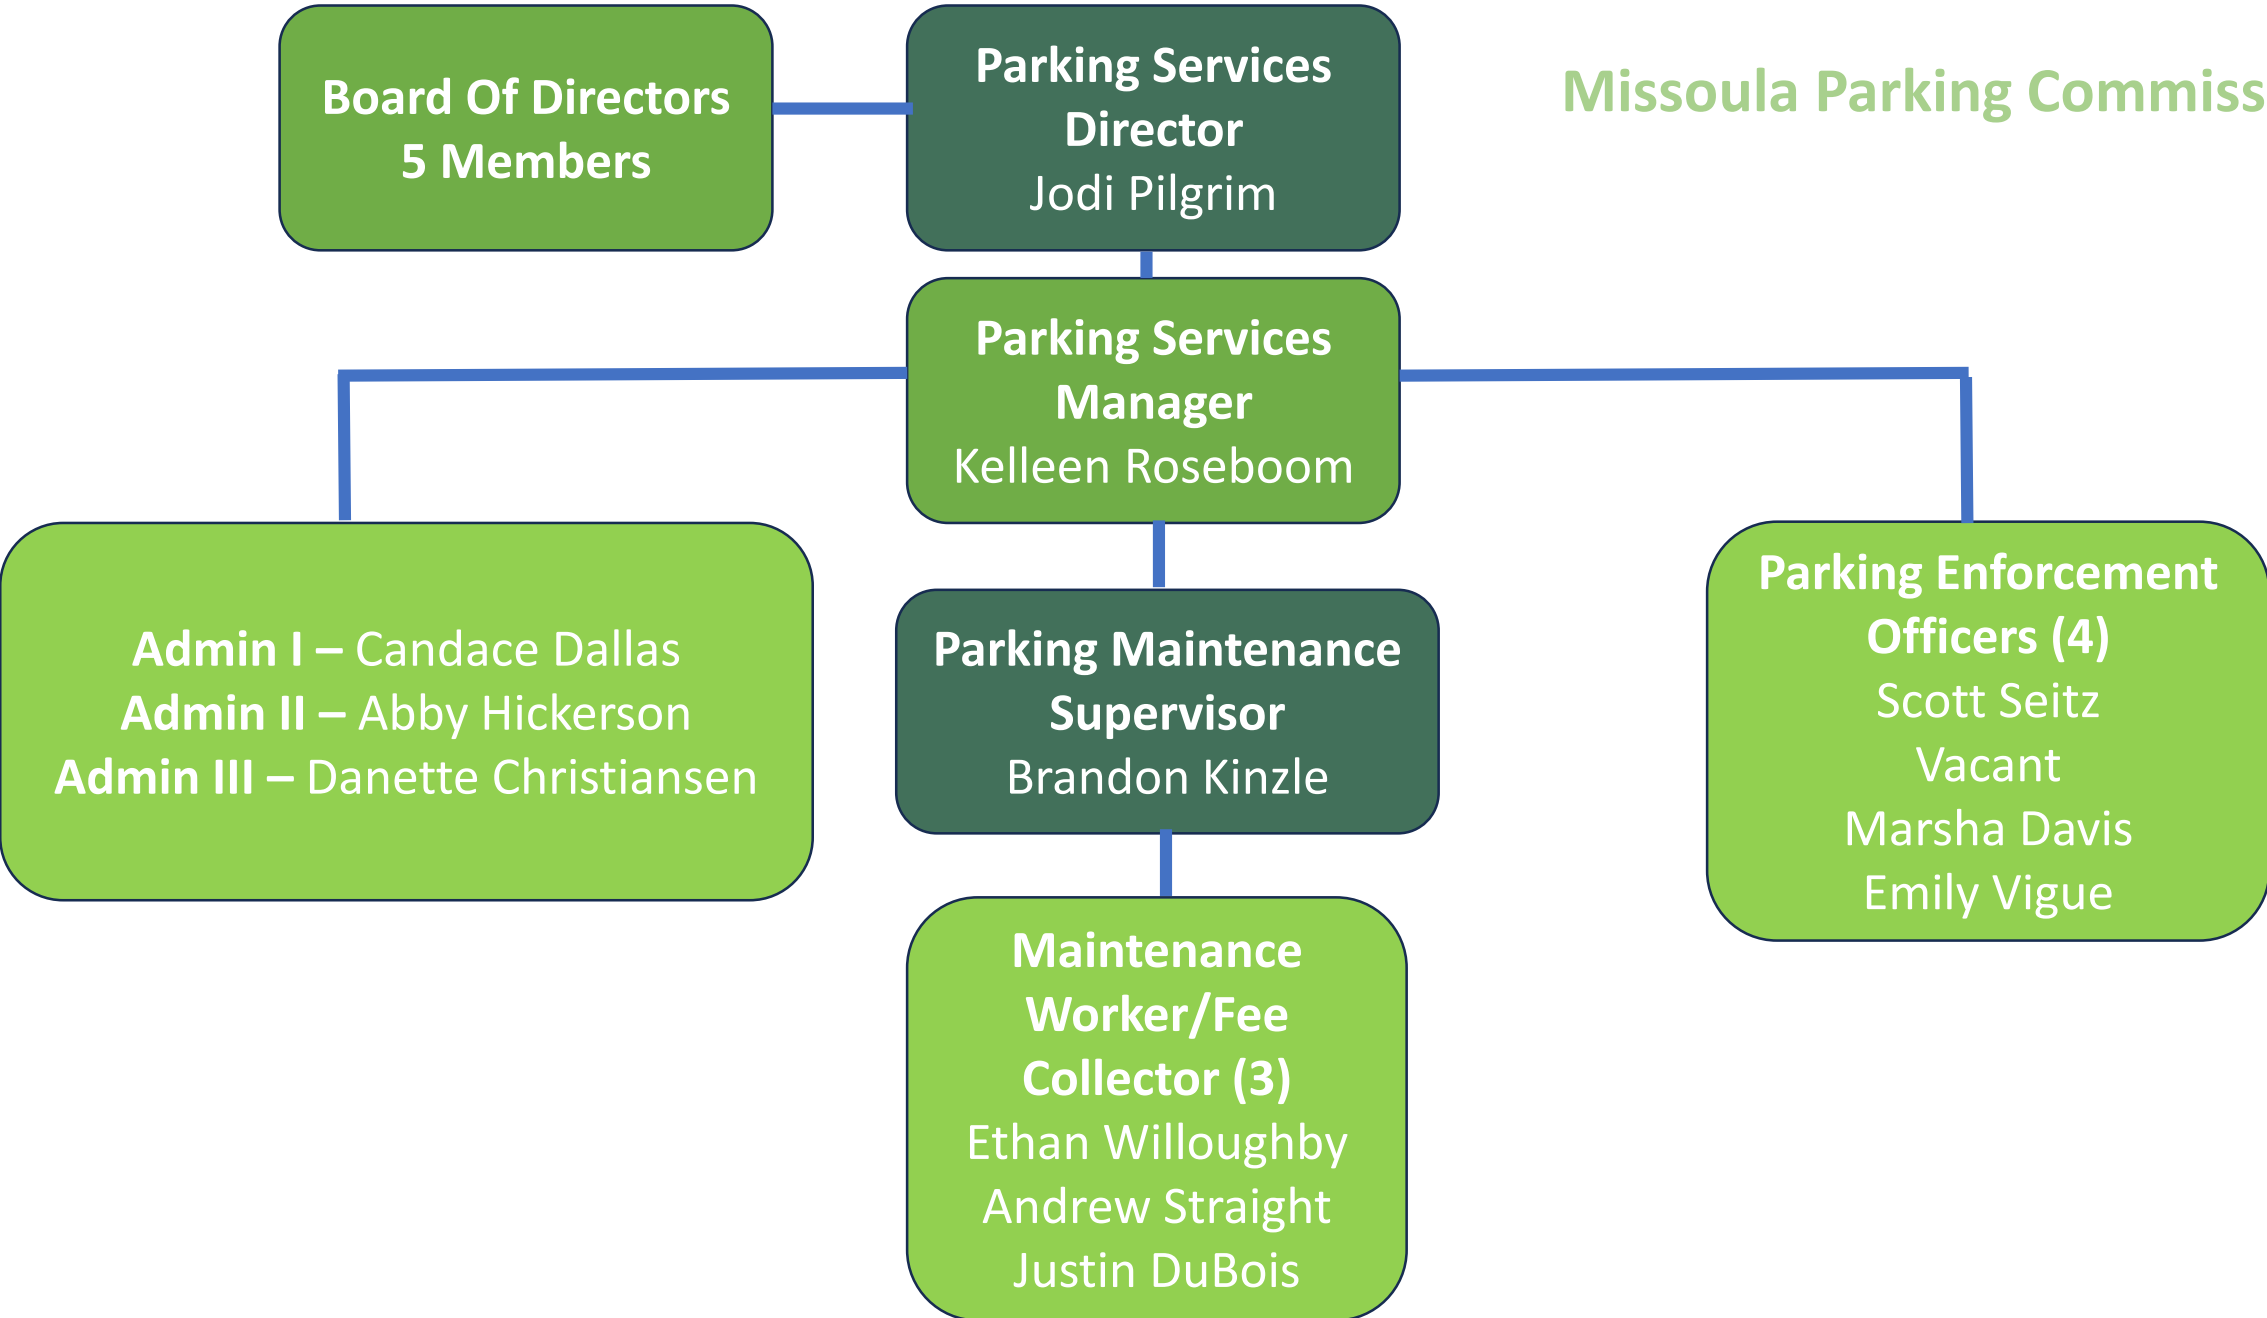 Board Of Directors
5 Members
Parking Services
Director
Jodi Pilgrim
Missoula Parking Commiss
Parking Services
Manager
Kelleen Roseboom
Admin I – Candace Dallas
Admin II – Abby Hickerson
Admin III – Danette Christiansen
Parking Maintenance
Supervisor
Brandon Kinzle
Parking Enforcement
Officers (4)
Scott Seitz
Vacant
Marsha Davis
Emily Vigue
Maintenance
Worker/Fee
Collector (3)
Ethan Willoughby
Andrew Straight
Justin DuBois